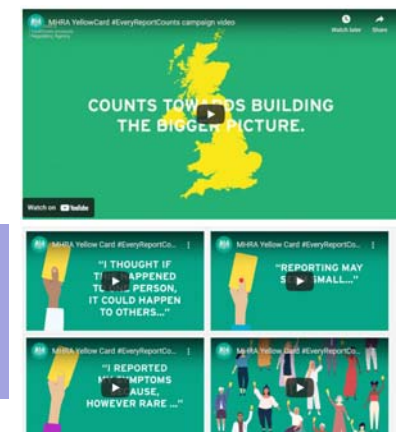 MHRA YellowCard #EveryReportCounts campaign video
Watch later
Share
COUNTS TOWARDS BUILDING
THE BIGGER PICTURE.
Watch on YouTube
MHRA Yellow Card #EveryReportCo...
"I THOUGHT IF
HAPPENED
PERSON,
IT COULD HAPPEN
TO OTHERS..."
MHRA Yellow Card #EveryReportCo...
"REPORTING MAY
SMALL..."
MHRA Yellow Card #EveryReportCo...
"I REPORTED
SYMPTOMS
HOWEVER RARE ..."
MHRA Yellow Card #EveryReportCo...